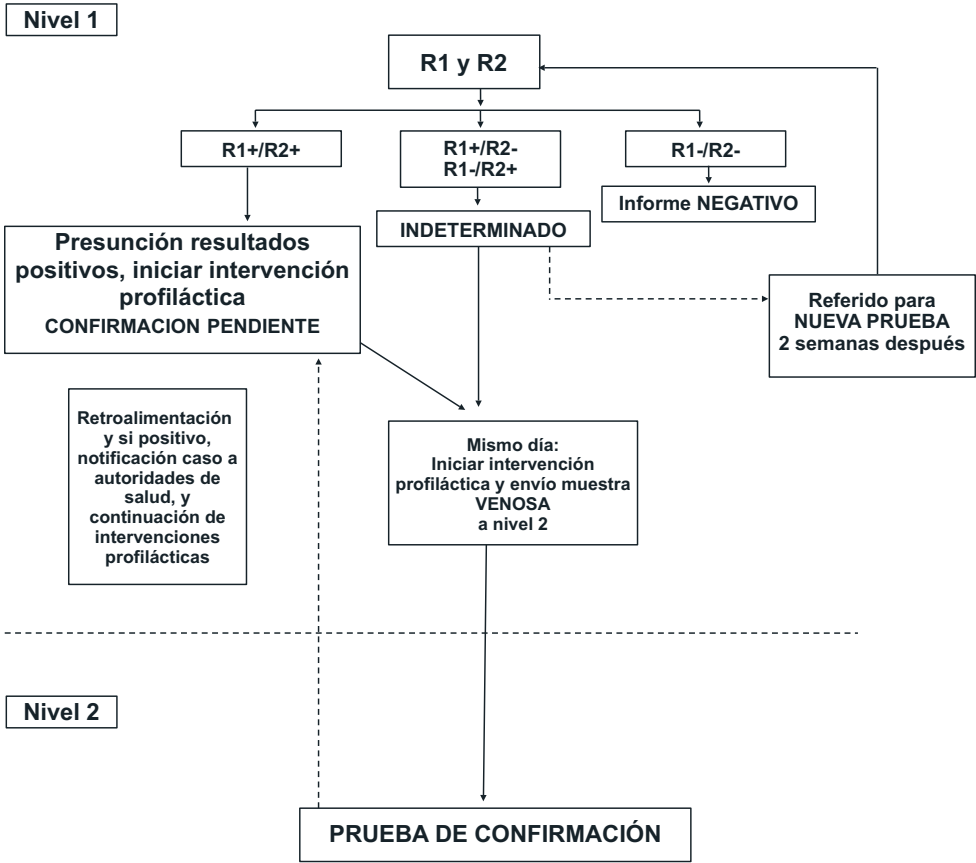 Nivel 1
R1 y R2
R1+/R2+
R1+/R2-
R1-/R2+
R1-/R2-
Informe NEGATIVO
INDETERMINADO
Presunción resultados
positivos, iniciar intervención
profiláctica
CONFIRMACION PENDIENTE
Referido para
NUEVA PRUEBA
2 semanas después
Retroalimentación
y si positivo,
notificación caso a
autoridades de
salud, y
continuación de
intervenciones
profilácticas
Mismo día:
Iniciar intervención
profiláctica y envío muestra
VENOSA
a nivel 2
Nivel 2
PRUEBA DE CONFIRMACIÓN